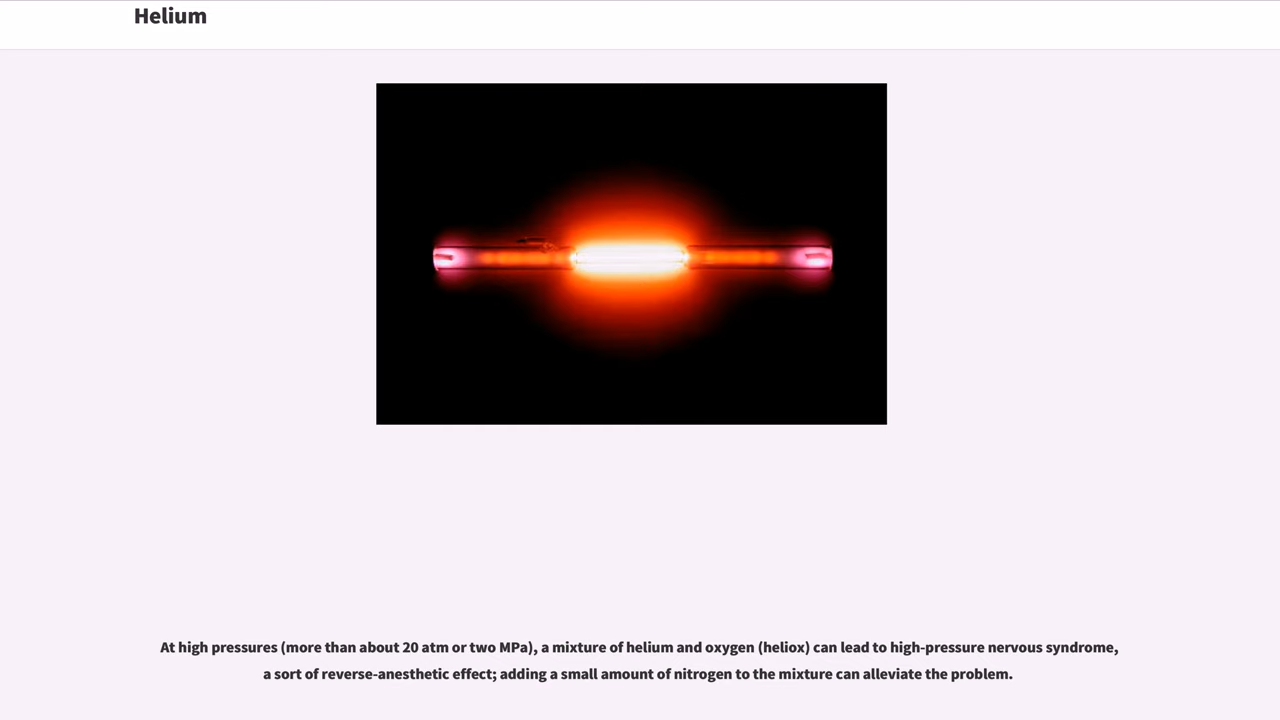 Helium
At high pressures (more than about 20 atm or two MPa), a mixture of helium and oxygen (heliox) can lead to high-pressure nervous syndrome,
a sort of reverse-anesthetic effect; adding a small amount of nitrogen to the mixture can alleviate the problem.